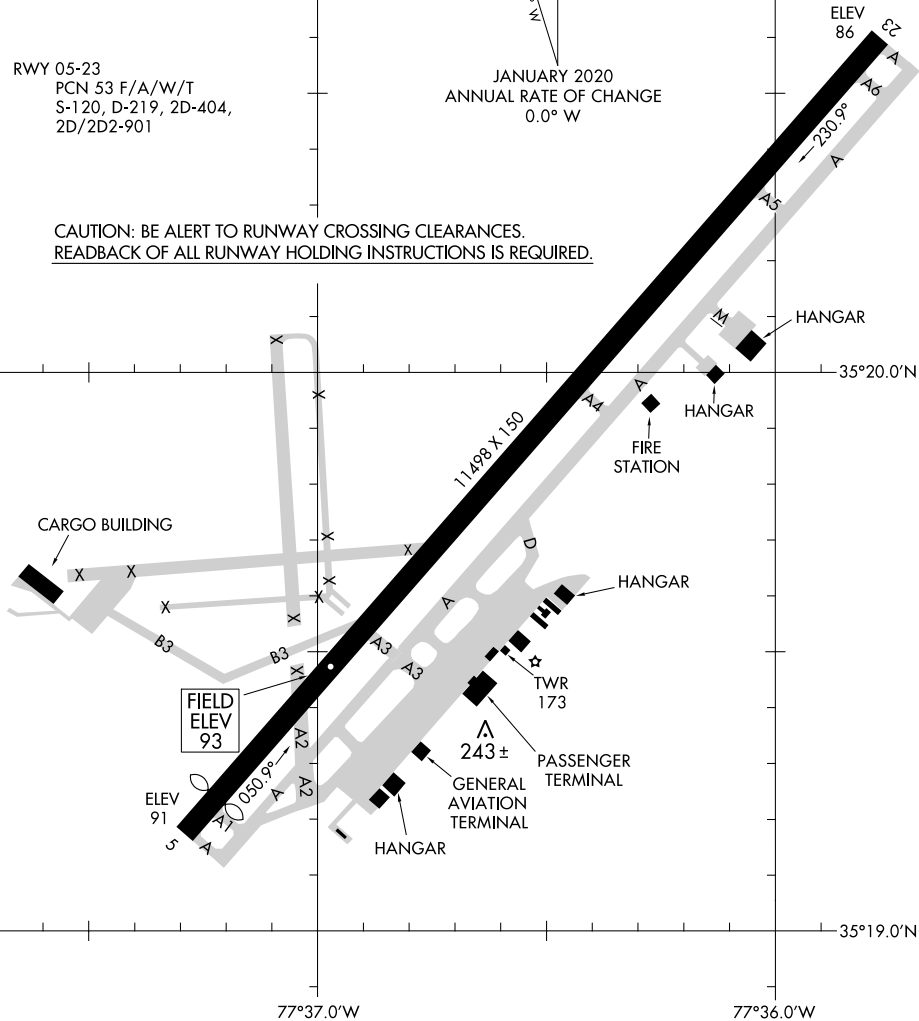 W
ELEV
86
23
RWY 05-23
PCN 53 F/A/W/T
S-120, D-219, 2D-404,
2D/2D2-901
JANUARY 2020
ANNUAL RATE OF CHANGE
0.0° W
A
A6
230.9°
A
A5
CAUTION: BE ALERT TO RUNWAY CROSSING CLEARANCES.
READBACK OF ALL RUNWAY HOLDING INSTRUCTIONS IS REQUIRED.
M
HANGAR
X
35°20.0'N
A
X
A4
HANGAR
11498 X 150
FIRE
STATION
CARGO BUILDING
X
X
D
X
X
X
HANGAR
X
X
A
X
B3
B3
A3
A3
X
TWR
173
FIELD
ELEV
93
A2
243±
PASSENGER
TERMINAL
050.9°
A2
A
GENERAL
AVIATION
TERMINAL
ELEV
91
A1
HANGAR
5
A
35°19.0'N
77°37.0'W
77°36.0'W